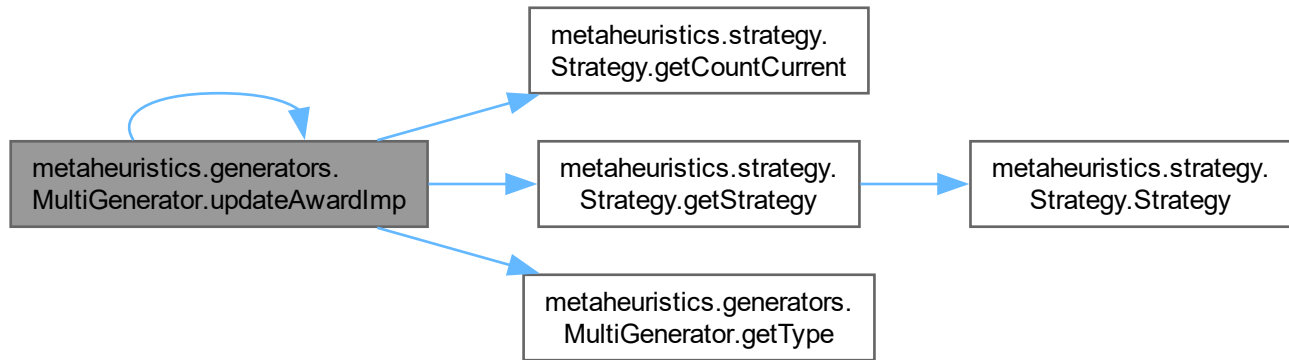 metaheuristics.generators.
MultiGenerator.updateAwardImp
metaheuristics.strategy.
Strategy.getCountCurrent
metaheuristics.strategy.
Strategy.getStrategy
metaheuristics.strategy.
Strategy.Strategy
metaheuristics.generators.
MultiGenerator.getType